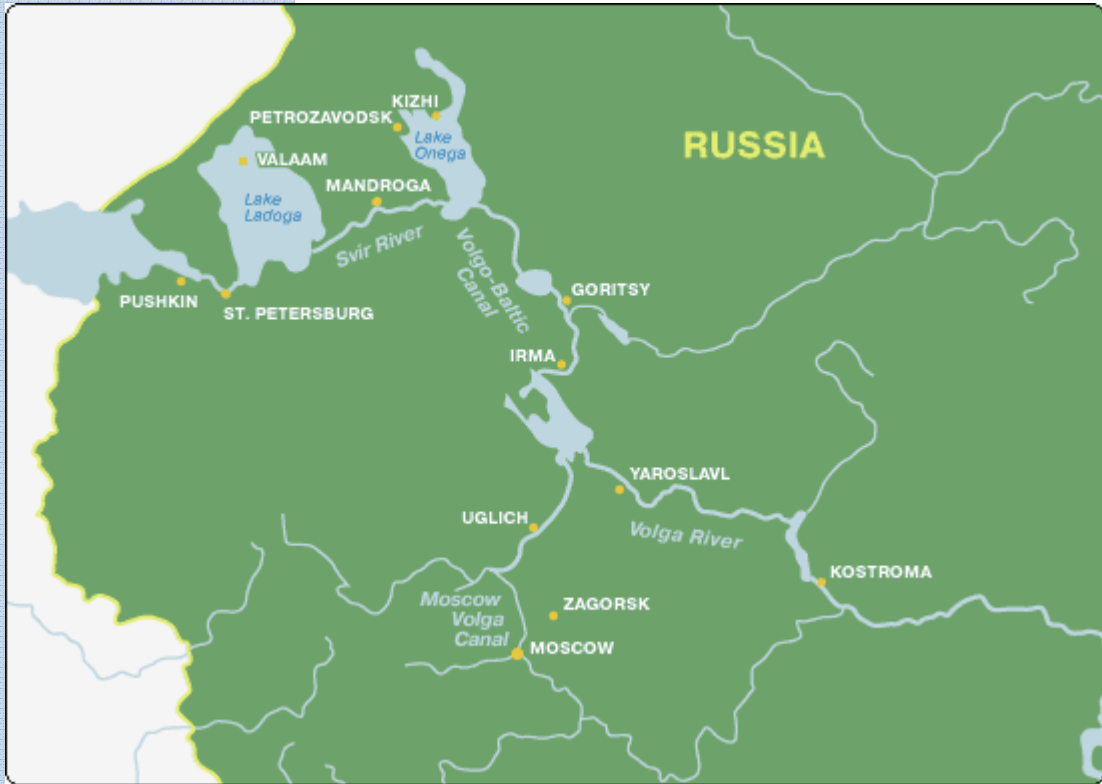 KIZHI
PETROZAVODSK
Lake
Onega
RUSSIA
VALAAM
MANDROGA
Lake
Ladoga
Svir River
Volgo-Baltic
Canal
PUSHKIN
ST. PETERSBURG
GORITSY
IRMA
YAROSLAVL
UGLICH
Volga River
KOSTROMA
Moscow
Volga
Canal
ZAGORSK
MOSCOW